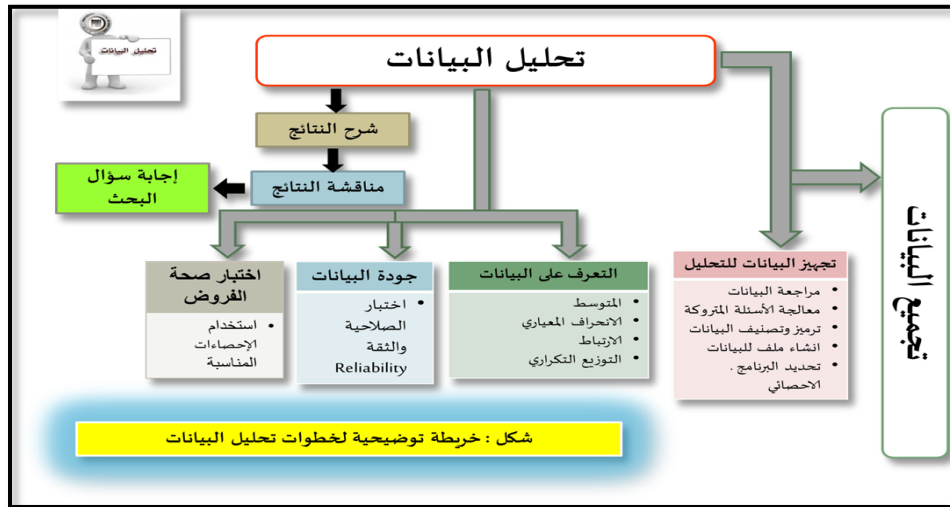 تحليل البيانات
تحليل البيانات
شرح النتائج
مناقشة النتائج
إجابة سؤال
البحث
تجميع البيانات
تجهيز البيانات للتحليل
• مراجعة البيانات
• معالجة الأسئلة المتروكة
• ترميز وتصنيف البيانات
• انشاء ملف للبيانات
• تحديد البرنامج .
الاحصائي
التعرف على البيانات
• المتوسط
• الانحراف المعياري
• الارتباط
• التوزيع التكراري
جودة البيانات
• اختبار
الصلاحية
والثقة
Reliability
اختبار صحة
الفروض
• استخدام
الإحصاءات
المناسبة
شكل : خريطة توضيحية لخطوات تحليل البيانات